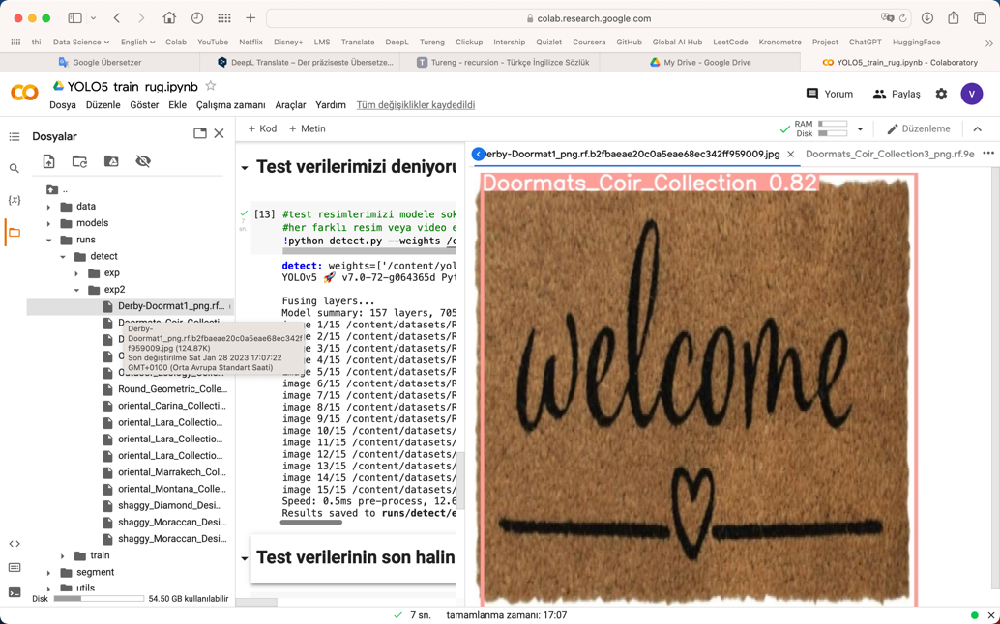 colab.research.google.com
thi Data Science English Colab YouTube Netflix Disney+ LMS Translate DeepL Tureng Clickup Intership Quizlet Coursera GitHub Global AI Hub LeetCode Kronometre Project ChatGPT HuggingFace
Google Übersetzer
DeepL Translate – Der präziseste Übersetze...
Tureng - recursion - Türkçe İngilizce Sözlük
My Drive - Google Drive
YOLO5_train_rug.ipynb - Colaboratory
YOLO5_train_rug.ipynb
Dosya Düzenle Göster Ekle Çalışma zamanı Araçlar Yardım Tüm değişiklikler kaydedildi
Yorum
Paylaş
V
Dosyalar
..
data
models
runs
detect
exp
exp2
Derby-Doormat1_png.rf...
Derby-
Doormat1_png.rf.b2fbaeae20c0a5eae68ec342f
f959009.jpg (124.87K)
Son değiştirilme Sat Jan 28 2023 17:07:22
GMT+0100 (Orta Avrupa Standart Saati)
Round_Geometric_Colle...
oriental_Carina_Collecti...
oriental_Lara_Collectio...
oriental_Lara_Collectio...
oriental_Lara_Collectio...
oriental_Marrakech_Col...
oriental_Montana_Colle...
shaggy_Diamond_Desi...
shaggy_Moraccan_Desi...
shaggy_Moraccan_Desi...
train
segment
utils
Disk 54.50 GB kullanılabilir
+ Kod + Metin
RAM
Disk
Düzenleme
Test verilerimizi deniyoru
[13] #test resimlerimizi modele sok
7
sn.
#her farklı resim veya video e
!python detect.py --weights /c
detect: weights=['/content/yol
YOLOv5 🚀 v7.0-72-g064365d Pyt
Fusing layers...
Model summary: 157 layers, 705
image 1/15 /content/datasets/R
image 2/15 /content/datasets/R
image 3/15 /content/datasets/R
image 4/15 /content/datasets/R
image 5/15 /content/datasets/R
image 6/15 /content/datasets/R
image 7/15 /content/datasets/R
image 8/15 /content/datasets/R
image 9/15 /content/datasets/R
image 10/15 /content/datasets/
image 11/15 /content/datasets/
image 12/15 /content/datasets/
image 13/15 /content/datasets/
image 14/15 /content/datasets/
image 15/15 /content/datasets/
Speed: 0.5ms pre-process, 12.6
Results saved to runs/detect/e
Test verilerinin son halin
erby-Doormat1_png.rf.b2fbaeae20c0a5eae68ec342ff959009.jpg
Doormats_Coir_Collection3_png.rf.9e
Doormats_Coir_Collection 0.82
welcome
7 sn. tamamlanma zamanı: 17:07